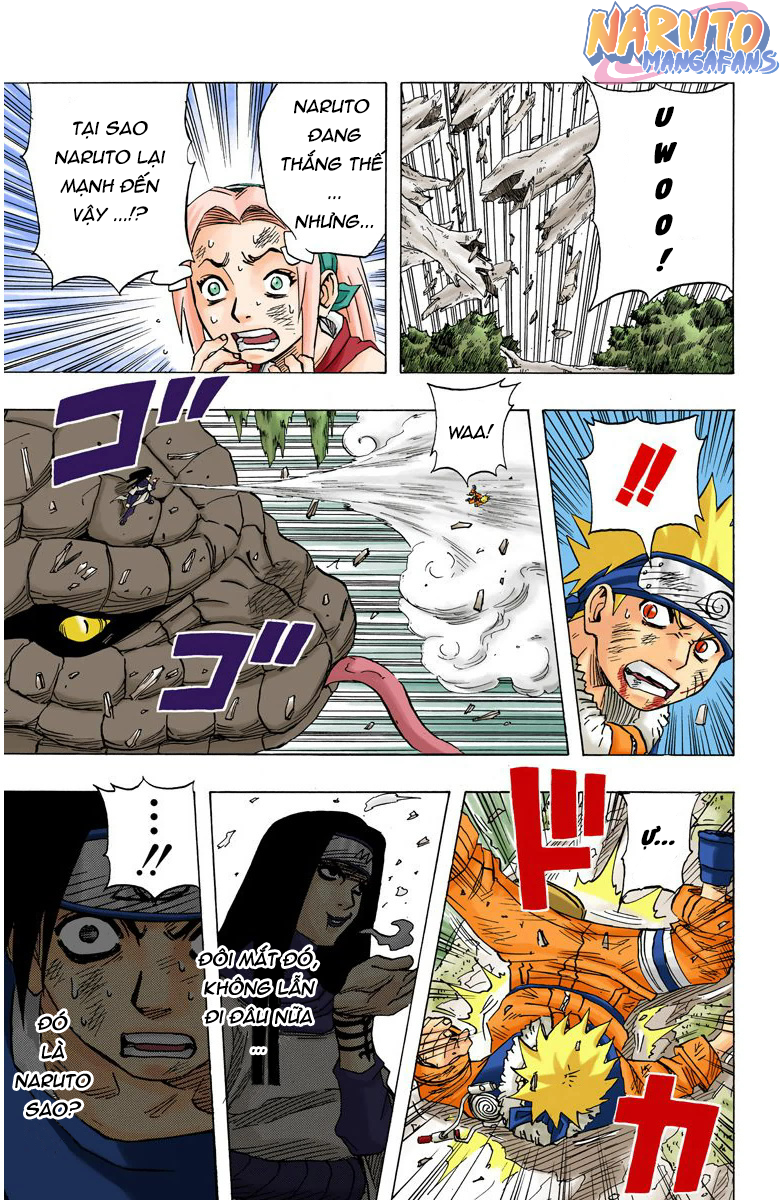 NARUTO
MANGAFANS
U
W
O
O
!
NARUTO
ĐANG
THẮNG THẾ
...
NHƯNG...
TẠI SAO
NARUTO LẠI
MẠNH ĐẾN
VẬY ...!?
!!
WAA!
ゴ
ゴ
Ự...
ドカ
ĐÔI MẮT ĐÓ,
KHÔNG LẪN
ĐI ĐÂU NỮA
...
...!!
ĐÓ
LÀ
NARUTO
SAO?